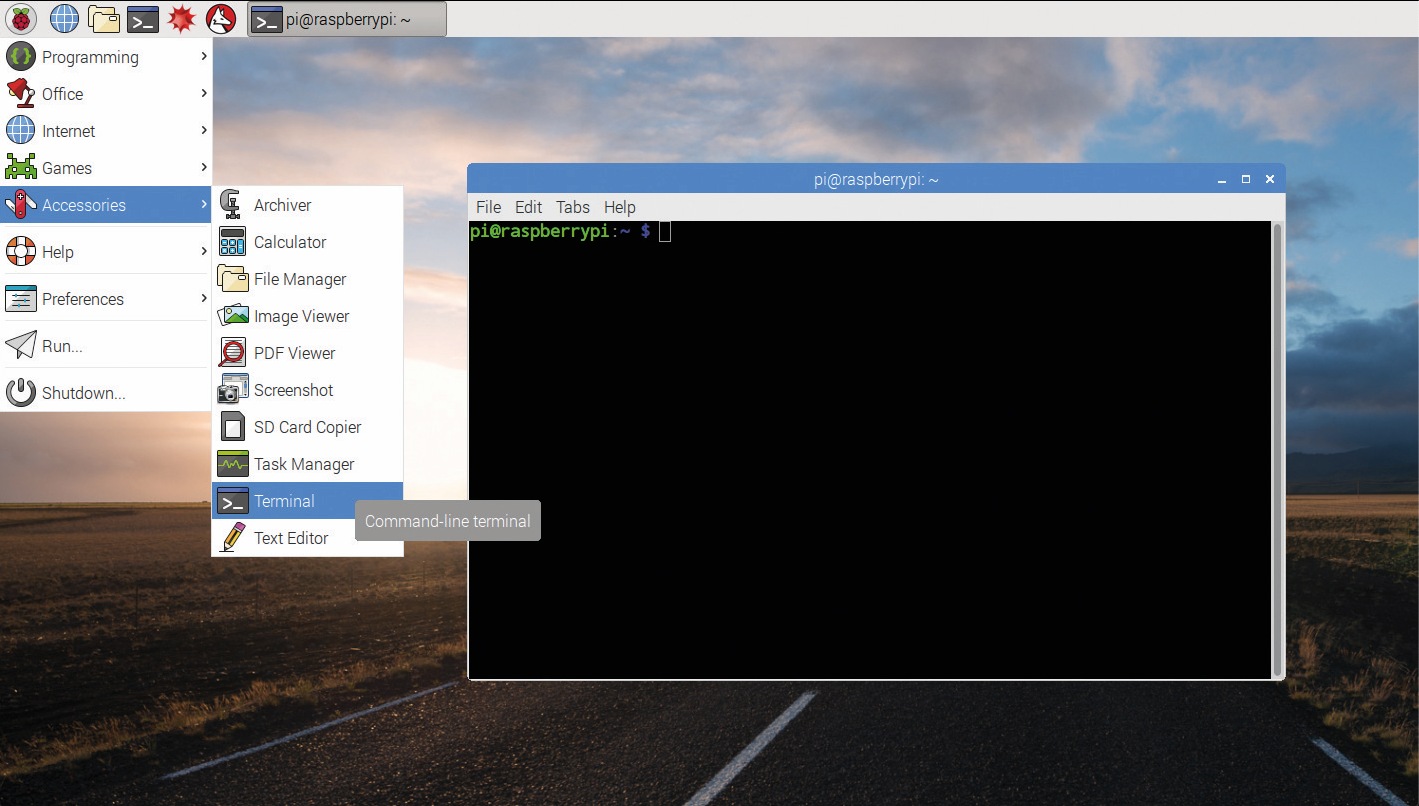 pi@raspberrypi: ~
Programming
Office
Internet
Games
Accessories
Help
Preferences
Run...
Shutdown...
Archiver
Calculator
File Manager
Image Viewer
PDF Viewer
Screenshot
SD Card Copier
Task Manager
Terminal
Text Editor
Command-line terminal
pi@raspberrypi: ~
File Edit Tabs Help
pi@raspberrypi:~ $